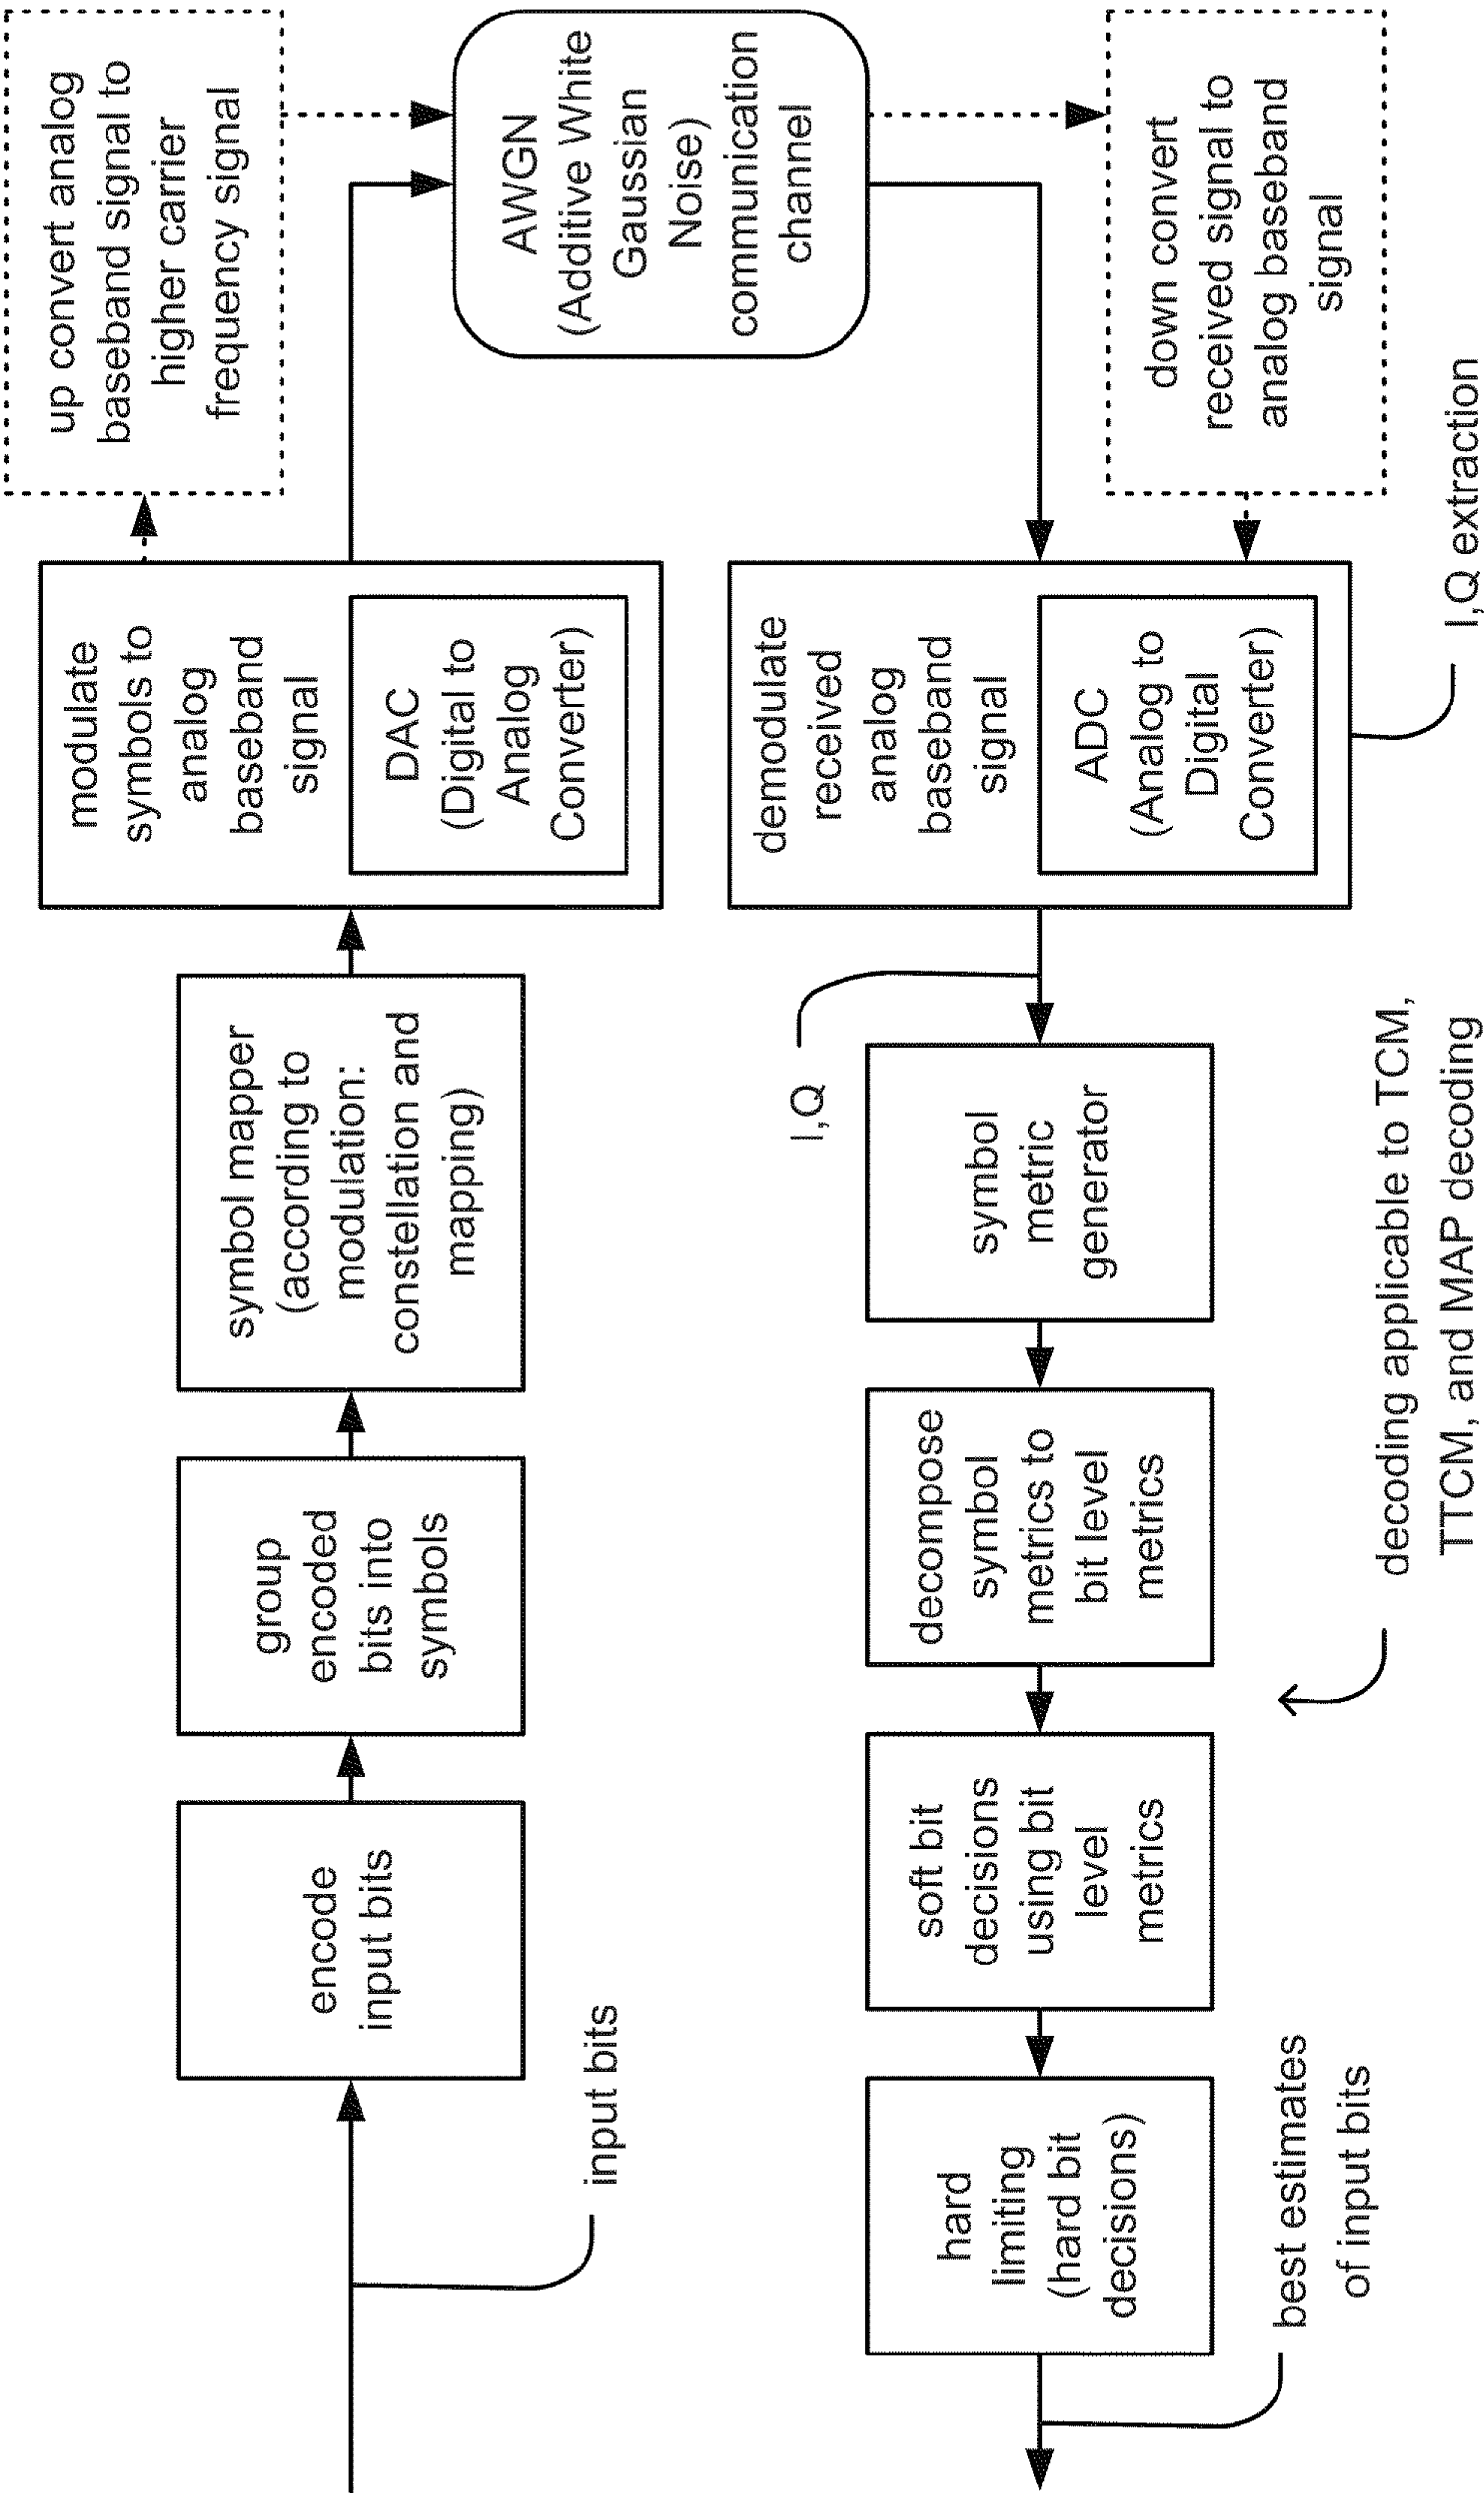 input bits
encode
input bits
group
encoded
bits into
symbols
symbol mapper
(according to
modulation:
constellation and
mapping)
modulate
symbols to
analog
baseband
signal
DAC
(Digital to
Analog
Converter)
up convert analog
baseband signal to
higher carrier
frequency signal
AWGN
(Additive White
Gaussian
Noise)
communication
channel
down convert
received signal to
analog baseband
signal
demodulate
received
analog
baseband
signal
ADC
(Analog to
Digital
Converter)
I,Q extraction
I,Q
symbol
metric
generator
decompose
symbol
metrics to
bit level
metrics
soft bit
decisions
using bit
level
metrics
hard
limiting
(hard bit
decisions)
best estimates
of input bits
decoding applicable to TCM,
TTCM, and MAP decoding